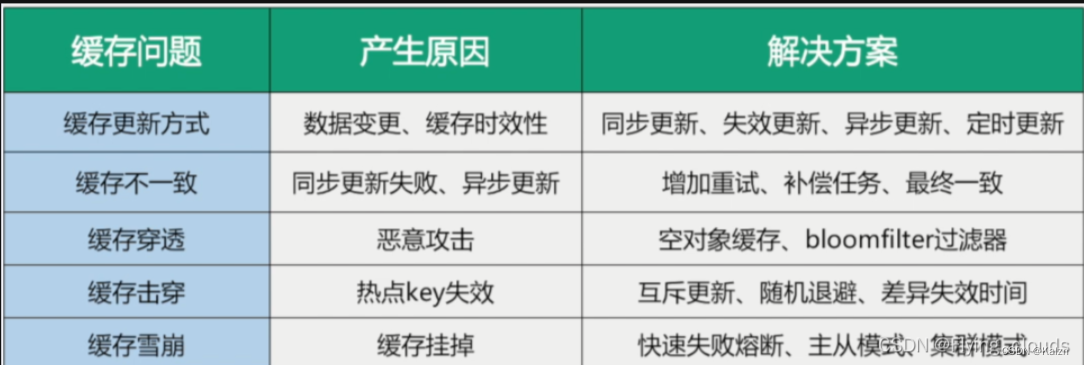 缓存问题 产生原因 解决方案
缓存更新方式 数据变更、缓存时效性 同步更新、失效更新、异步更新、定时更新
缓存不一致 同步更新失败、异步更新 增加重试、补偿任务、最终一致
缓存穿透 恶意攻击 空对象缓存、bloomfilter过滤器
缓存击穿 热点key失效 互斥更新、随机退避、差异失效时间
缓存雪崩 缓存挂掉 快速失败熔断、主从模式、集群模式